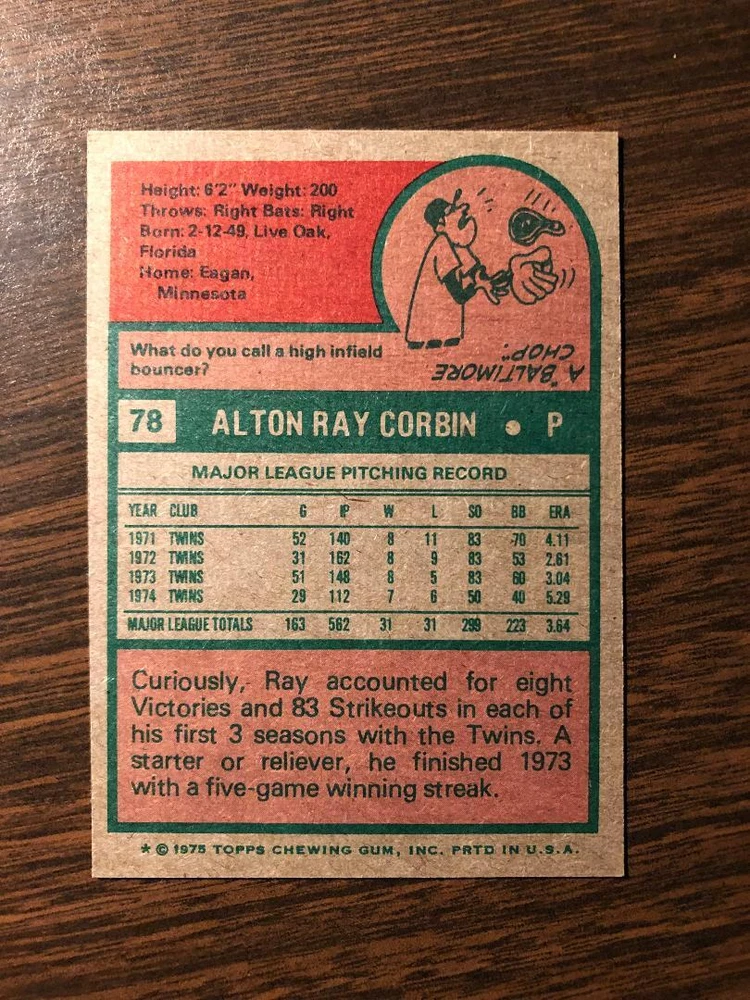 Height: 6'2" Weight: 200
Throws: Right Bats: Right
Born: 2-12-49, Live Oak,
Florida
Home: Eagan,
Minnesota
What do you call a high infield
bouncer?
A "BALTIMORE
CHOP".
78 ALTON RAY CORBIN • P
MAJOR LEAGUE PITCHING RECORD
YEAR CLUB G IP W L SO BB ERA
1971 TWINS 52 140 8 11 83 70 4.11
1972 TWINS 31 162 8 9 83 53 2.61
1973 TWINS 51 148 8 5 83 60 3.04
1974 TWINS 29 112 7 6 50 40 5.29
MAJOR LEAGUE TOTALS 163 562 31 31 299 223 3.64
Curiously, Ray accounted for eight
Victories and 83 Strikeouts in each of
his first 3 seasons with the Twins. A
starter or reliever, he finished 1973
with a five-game winning streak.
* © 1975 TOPPS CHEWING GUM, INC. PRTD IN U.S.A.